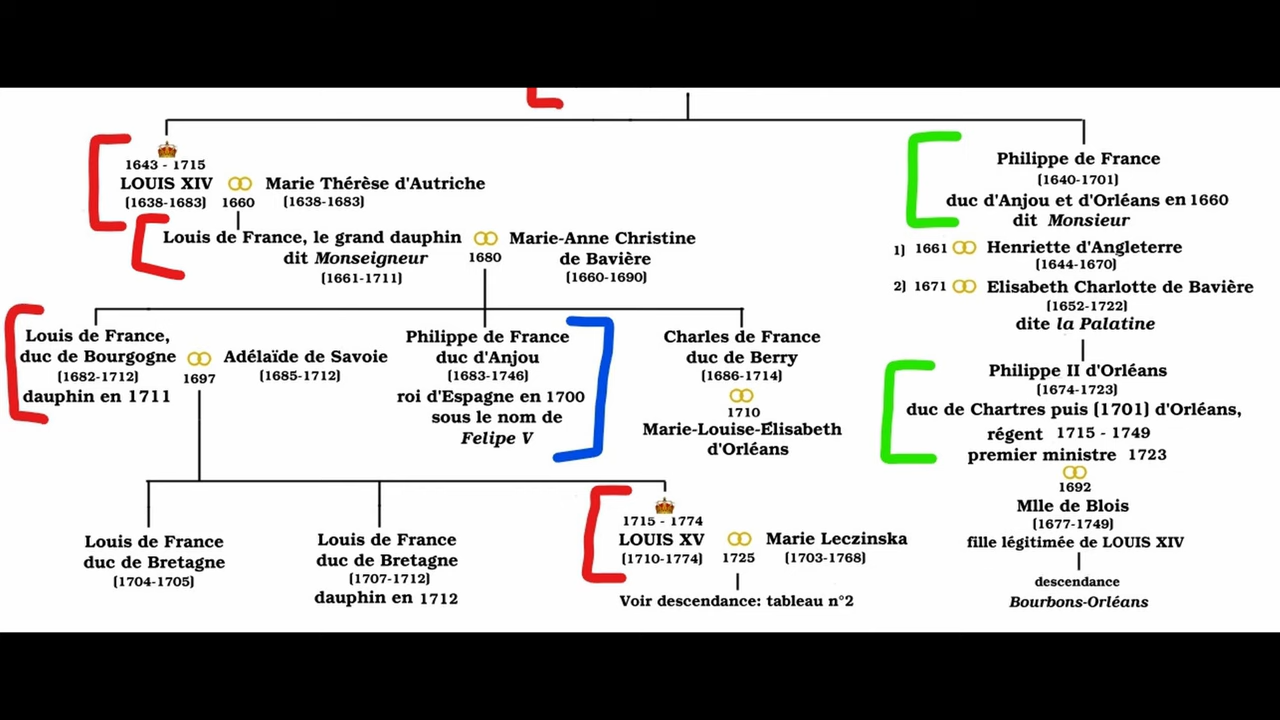 1643 - 1715
LOUIS XIV
(1638-1683)
1660
Marie Thérèse d'Autriche
(1638-1683)
Philippe de France
(1640-1701)
duc d'Anjou et d'Orléans en 1660
dit Monsieur
1) 1661 Henriette d'Angleterre
(1644-1670)
2) 1671 Elisabeth Charlotte de Bavière
(1652-1722)
dite la Palatine
Louis de France, le grand dauphin
dit Monseigneur
(1661-1711)
1680
Marie-Anne Christine
de Bavière
(1660-1690)
Louis de France,
duc de Bourgogne
(1682-1712)
dauphin en 1711
1697
Adélaïde de Savoie
(1685-1712)
Philippe de France
duc d'Anjou
(1683-1746)
roi d'Espagne en 1700
sous le nom de
Felipe V
Charles de France
duc de Berry
(1686-1714)
1710
Marie-Louise-Elisabeth
d'Orléans
Philippe II d'Orléans
(1674-1723)
duc de Chartres puis (1701) d'Orléans,
régent 1715 - 1749
premier ministre 1723
1692
Mlle de Blois
(1677-1749)
fille légitimée de LOUIS XIV
descendance
Bourbons-Orléans
Louis de France
duc de Bretagne
(1704-1705)
Louis de France
duc de Bretagne
(1707-1712)
dauphin en 1712
1715 - 1774
LOUIS XV
(1710-1774)
1725
Marie Leczinska
(1703-1768)
Voir descendance: tableau n°2